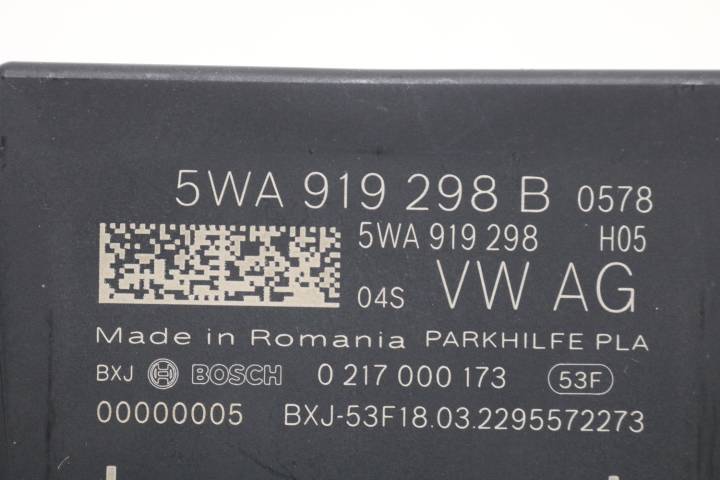 5WA 919 298 B 0578
5WA 919 298 H05
04S VW AG
Made in Romania PARKHILFE PLA
BXJ BOSCH 0 217 000 173 53F
00000005 BXJ-53F18.03.2295572273